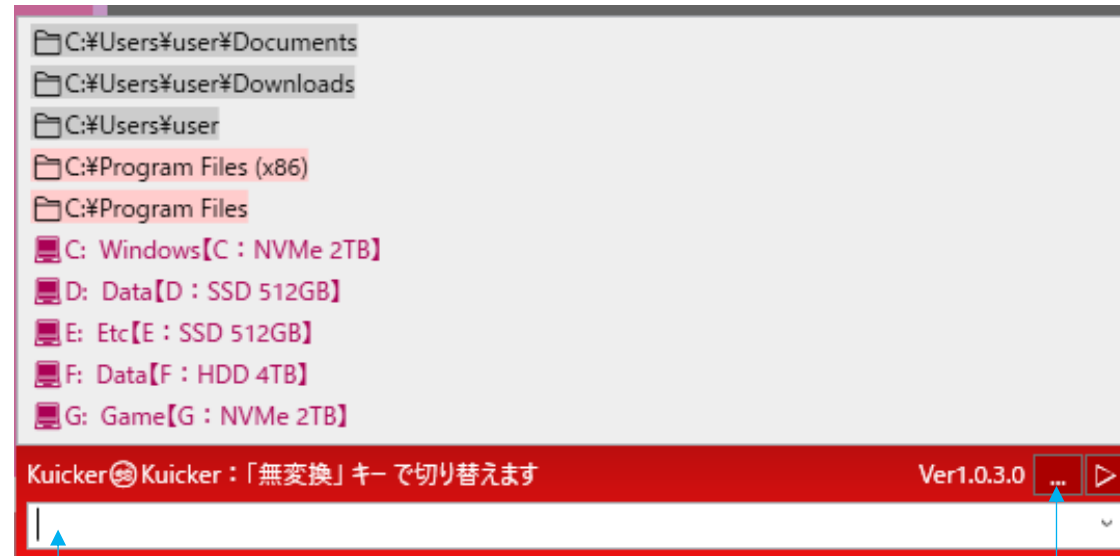 C:¥Users¥user¥Documents
C:¥Users¥user¥Downloads
C:¥Users¥user
C:¥Program Files (x86)
C:¥Program Files
C: Windows【C：NVMe 2TB】
D: Data【D：SSD 512GB】
E: Etc【E：SSD 512GB】
F: Data【F：HDD 4TB】
G: Game【G：NVMe 2TB】
Kuicker㊿Kuicker：「無変換」キー で切り替えます Ver1.0.3.0 ...